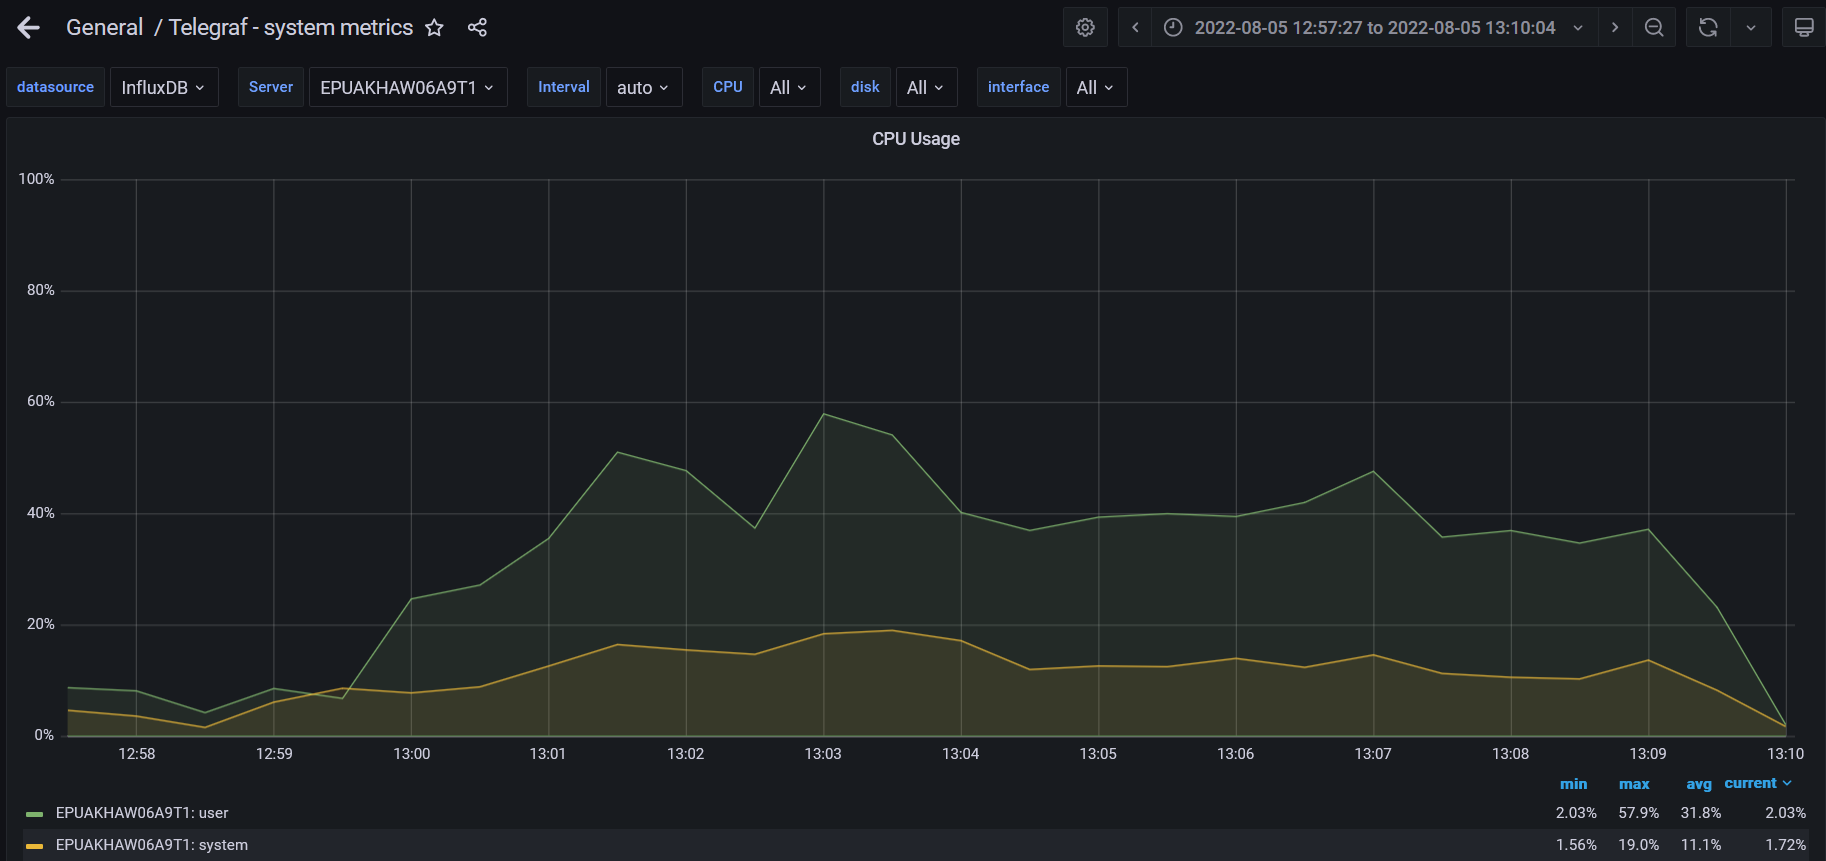 General / Telegraf - system metrics
2022-08-05 12:57:27 to 2022-08-05 13:10:04
datasource InfluxDB Server EPUAKHAW06A9T1 Interval auto CPU All disk All interface All
CPU Usage
100%
80%
60%
40%
20%
0%
12:58 12:59 13:00 13:01 13:02 13:03 13:04 13:05 13:06 13:07 13:08 13:09 13:10
min max avg current
EPUAKHAW06A9T1: user 2.03% 57.9% 31.8% 2.03%
EPUAKHAW06A9T1: system 1.56% 19.0% 11.1% 1.72%